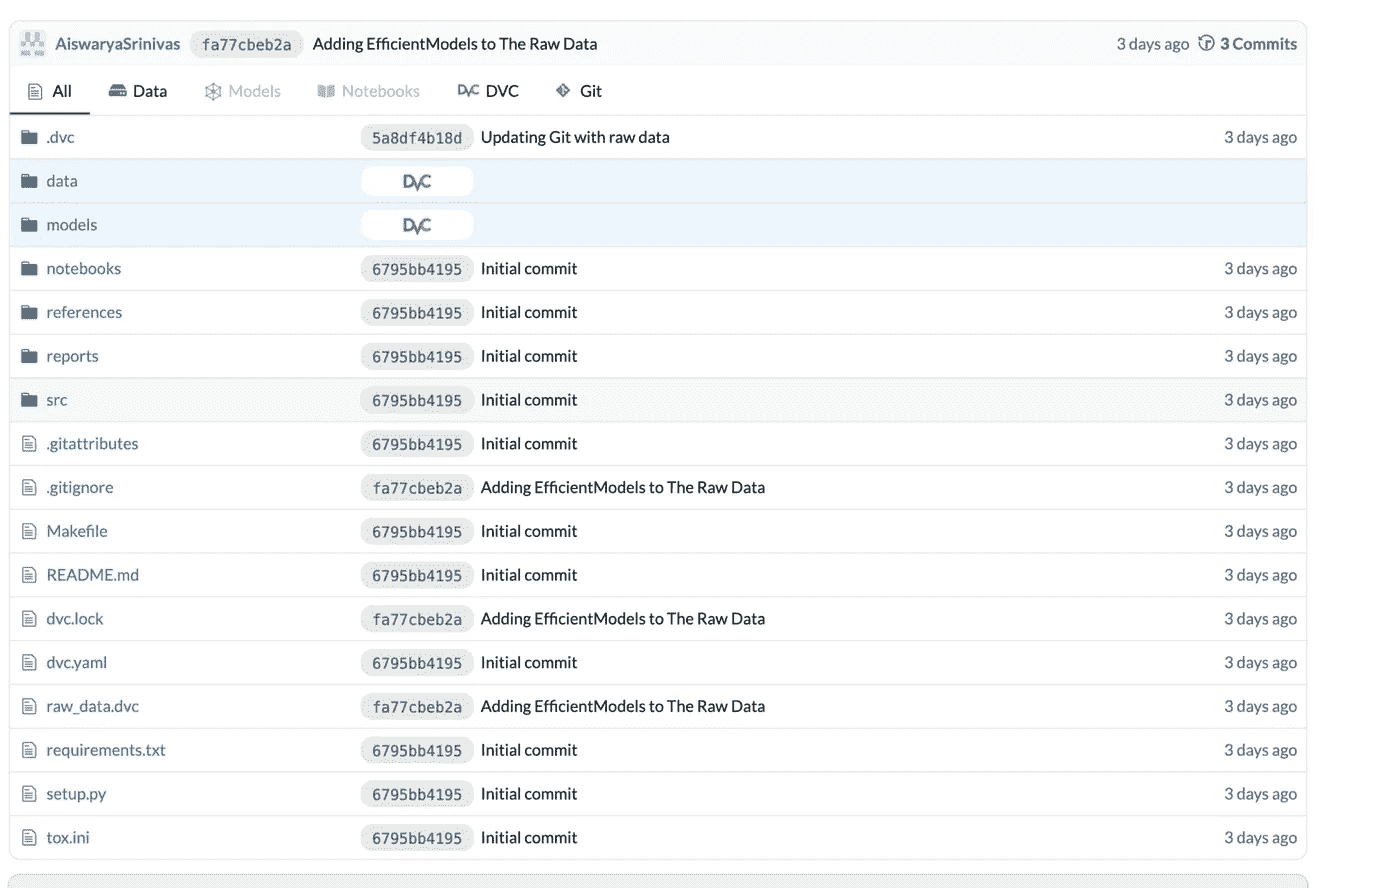 AiswaryaSrinivas fa77cbeb2a Adding EfficientModels to The Raw Data 3 days ago 3 Commits
All Data Models Notebooks DVC DVC Git
.dvc 5a8df4b18d Updating Git with raw data 3 days ago
data DVC
models DVC
notebooks 6795bb4195 Initial commit 3 days ago
references 6795bb4195 Initial commit 3 days ago
reports 6795bb4195 Initial commit 3 days ago
src 6795bb4195 Initial commit 3 days ago
.gitattributes 6795bb4195 Initial commit 3 days ago
.gitignore fa77cbeb2a Adding EfficientModels to The Raw Data 3 days ago
Makefile 6795bb4195 Initial commit 3 days ago
README.md 6795bb4195 Initial commit 3 days ago
dvc.lock fa77cbeb2a Adding EfficientModels to The Raw Data 3 days ago
dvc.yaml 6795bb4195 Initial commit 3 days ago
raw_data.dvc fa77cbeb2a Adding EfficientModels to The Raw Data 3 days ago
requirements.txt 6795bb4195 Initial commit 3 days ago
setup.py 6795bb4195 Initial commit 3 days ago
tox.ini 6795bb4195 Initial commit 3 days ago